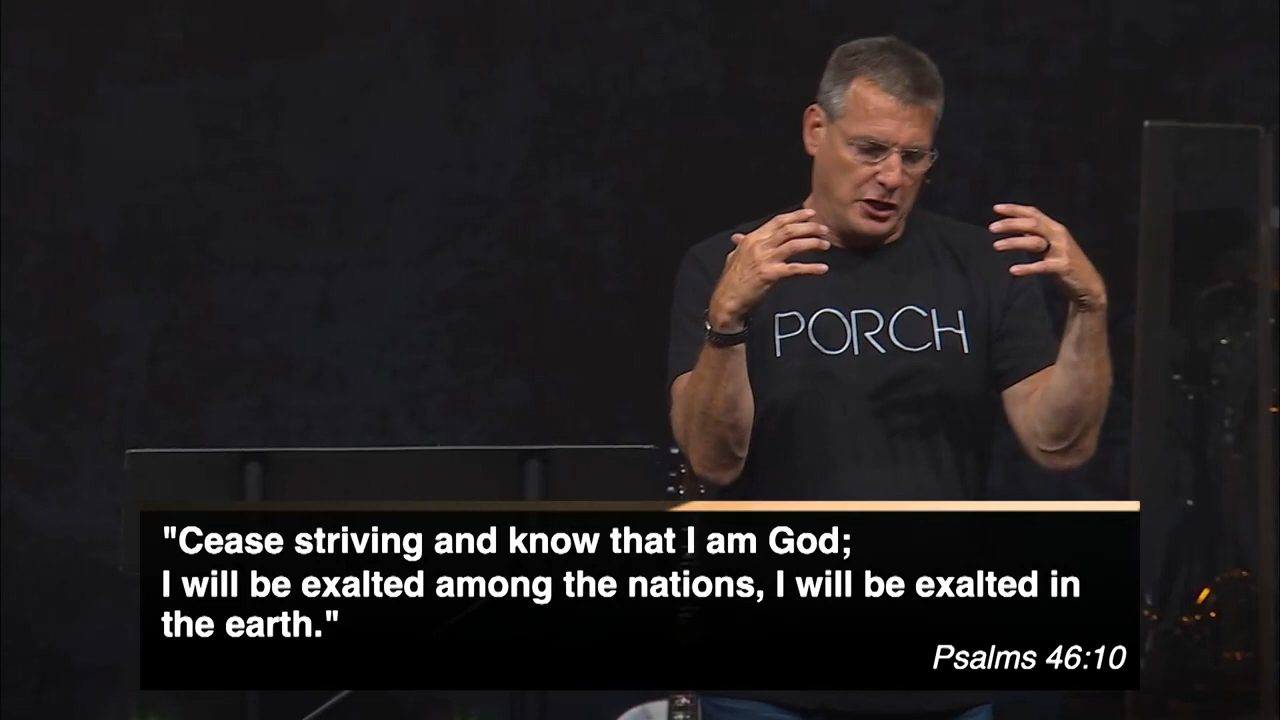 PORCH
"Cease striving and know that I am God;
I will be exalted among the nations, I will be exalted in
the earth."
Psalms 46:10